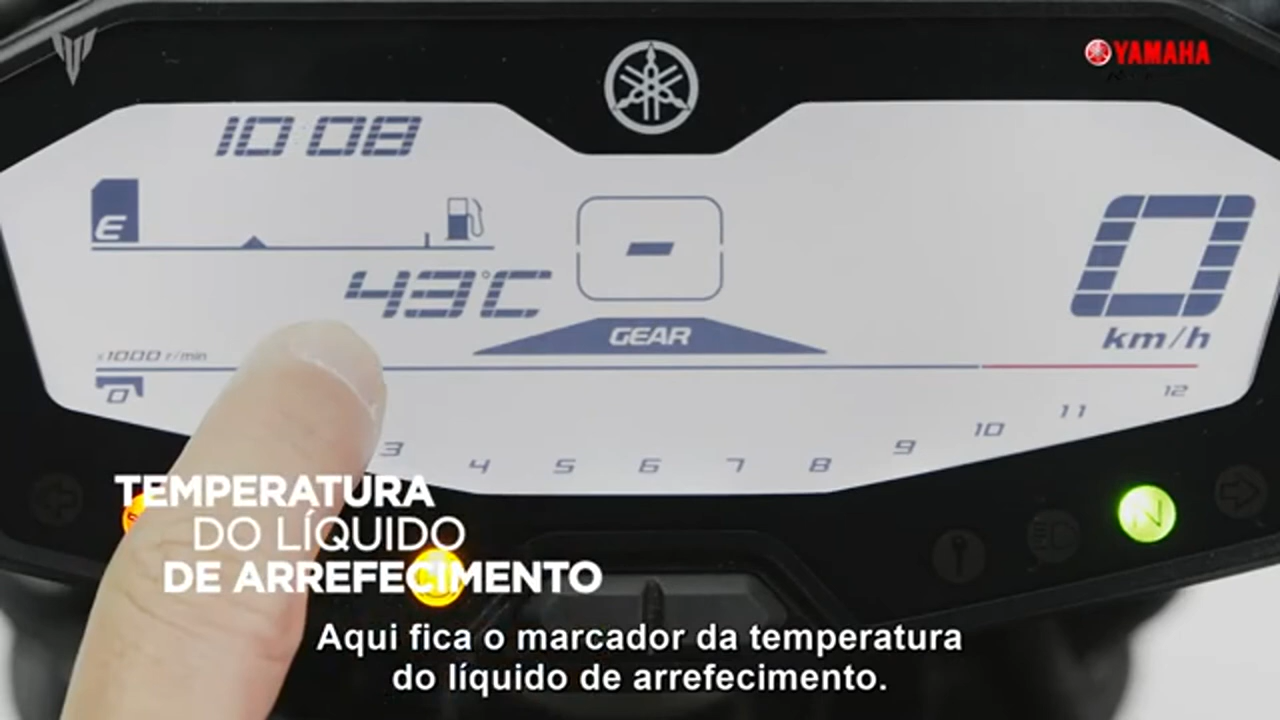 YAMAHA
10:08
E
43°C
-
0
km/h
GEAR
x1000 r/min
0
3 4 5 6 7 8 9 10 11 12
N
TEMPERATURA
DO LÍQUIDO
DE ARREFECIMENTO
Aqui fica o marcador da temperatura
do líquido de arrefecimento.